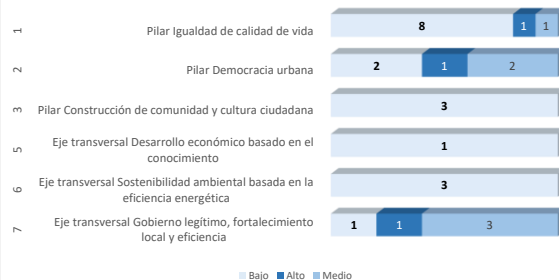 1 Pilar Igualdad de calidad de vida 8 1 1
2 Pilar Democracia urbana 2 1 2
3 Pilar Construcción de comunidad y cultura ciudadana 3
5 Eje transversal Desarrollo económico basado en el
conocimiento 1
6 Eje transversal Sostenibilidad ambiental basada en la
eficiencia energética 3
7 Eje transversal Gobierno legítimo, fortalecimiento
local y eficiencia 1 1 3
Bajo Alto Medio